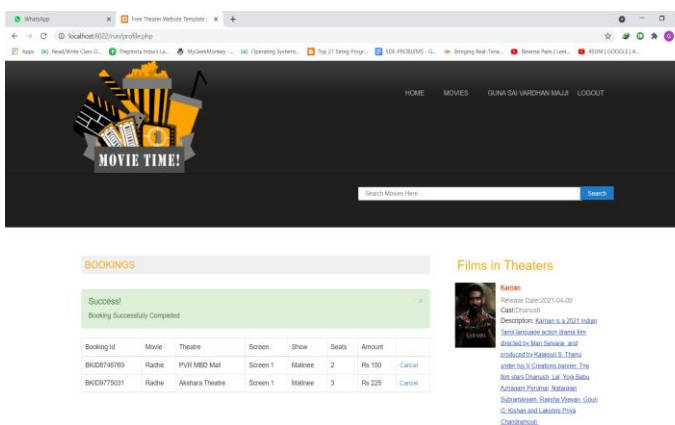 WhatsApp
Free Theater Website Template |
localhost:8022/run/profile.php
Apps
Read/Write Class O...
PrepInsta India's La...
MyGeekMonkey -...
Operating Systems...
Top 21 String Progr...
SDE-PROBLEMS - G...
Bringing Real-Time...
Reverse Pairs | Leet...
4SUM | GOOGLE | A...
HOME MOVIES GUNA SAI VARDHAN MAJJI LOGOUT
1
MOVIE TIME!
Search Movies Here... Search
BOOKINGS
Success!
Booking Successfully Completed
Booking Id Movie Theatre Screen Show Seats Amount
BKID8746769 Radhe PVR MBD Mall Screen 1 Matinee 2 Rs 150 Cancel
BKID9775031 Radhe Akshara Theatre Screen 1 Matinee 3 Rs 225 Cancel
Films in Theaters
KARNAN
Karnan
Release Date:2021-04-09
Cast:Dhanush
Description: Karnan is a 2021 Indian
Tamil-language action drama film
directed by Mari Selvaraj, and
produced by Kalaipuli S. Thanu
under his V Creations banner. The
film stars Dhanush, Lal, Yogi Babu
Azhagam Perumal, Natarajan
Subramaniam, Rajisha Vijayan, Gouri
G. Kishan and Lakshmi Priya
Chandramouli.